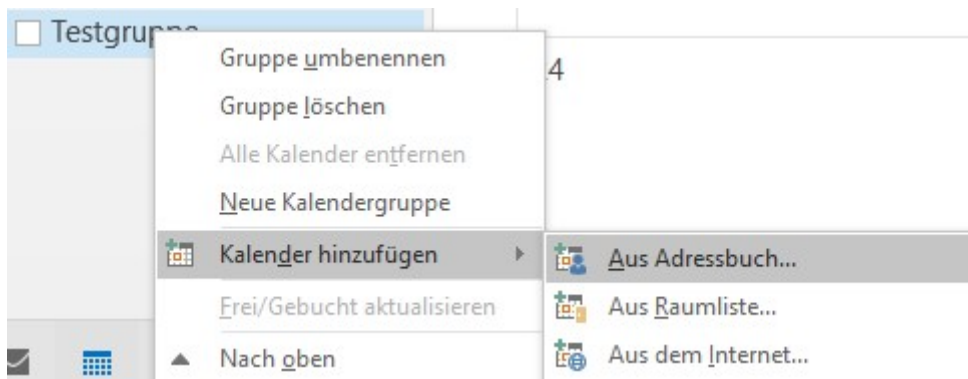 Testgruppe
Gruppe umbenennen
4
Gruppe löschen
Alle Kalender entfernen
Neue Kalendergruppe
Kalender hinzufügen
Aus Adressbuch...
Frei/Gebucht aktualisieren
Aus Raumliste...
Nach oben
Aus dem Internet...